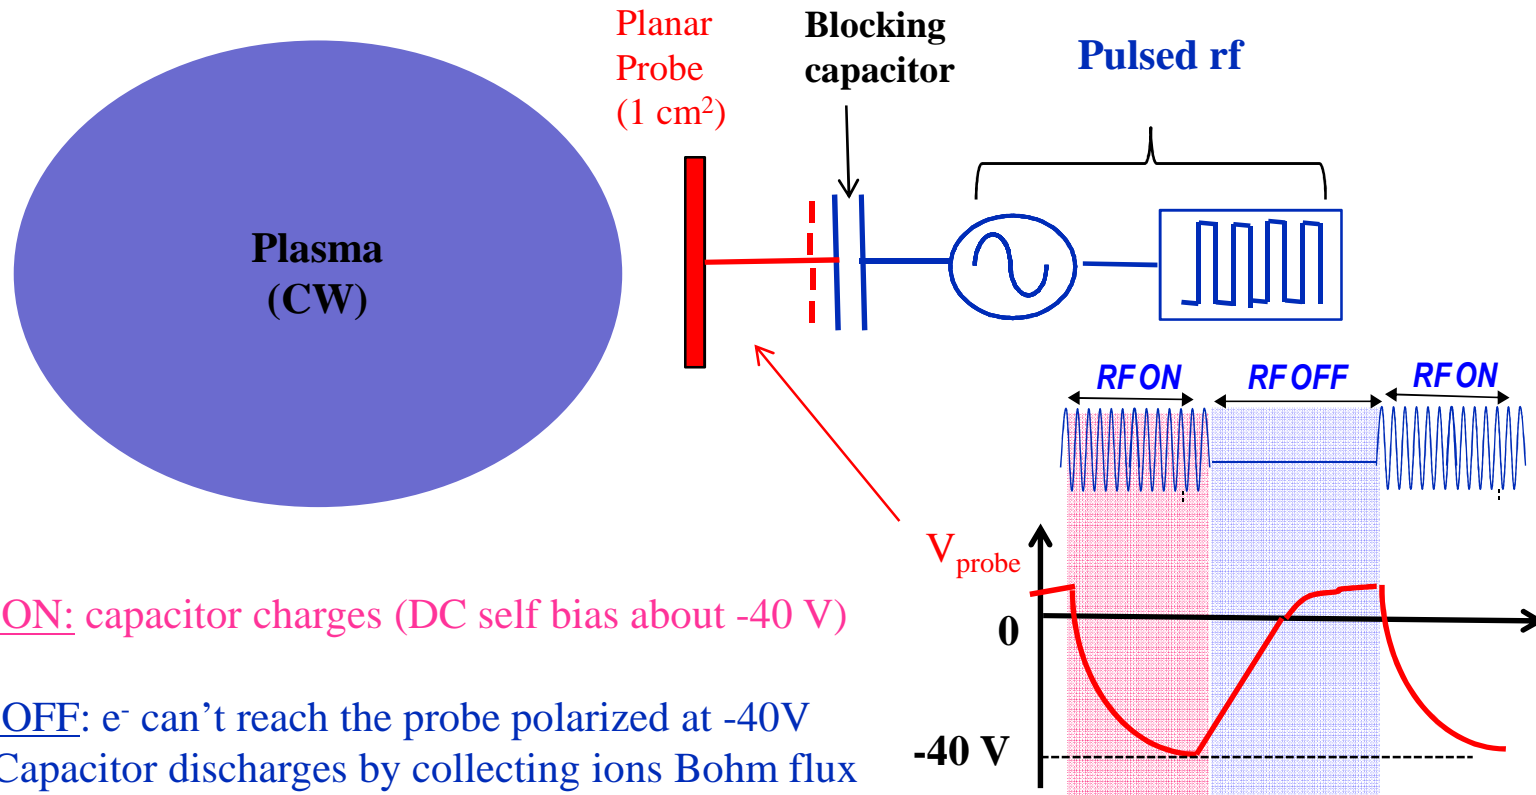 Planar
Probe
(1 cm²)
Blocking
capacitor
Pulsed rf
Plasma
(CW)
RF ON
RF OFF
RF ON
V probe
0
-40 V
ON: capacitor charges (DC self bias about -40 V)
OFF: e⁻ can’t reach the probe polarized at -40V
Capacitor discharges by collecting ions Bohm flux